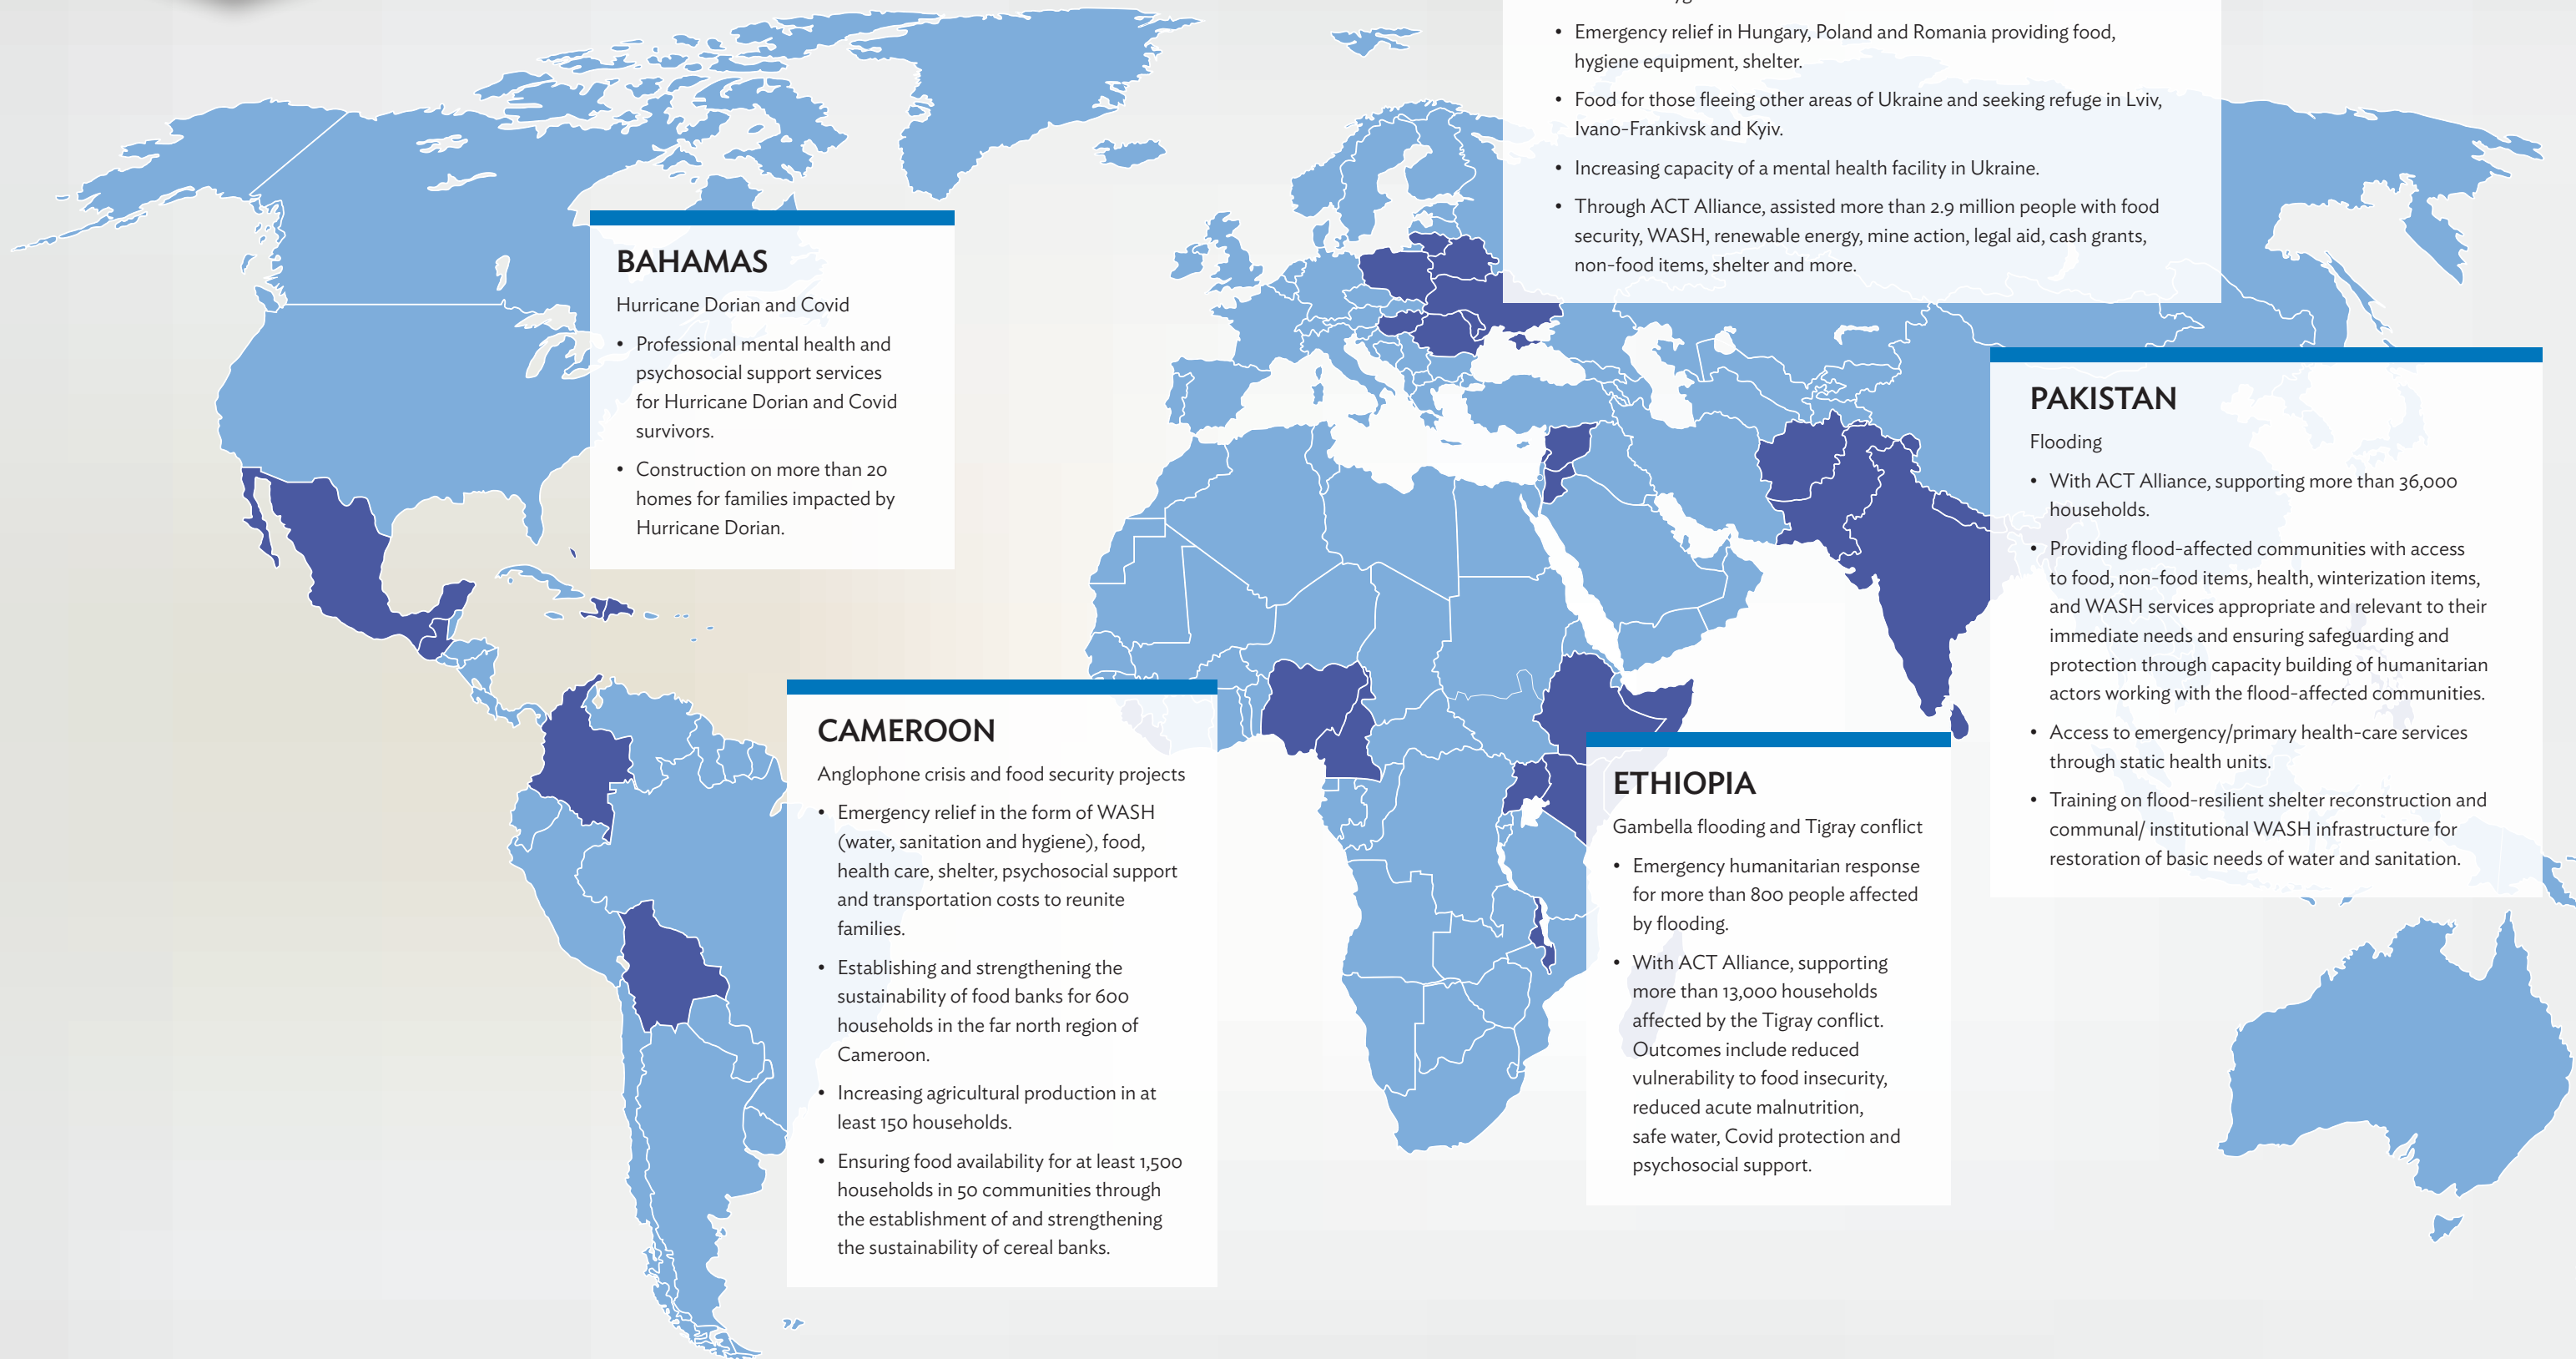 • Emergency relief in Hungary, Poland and Romania providing food,
hygiene equipment, shelter.
• Food for those fleeing other areas of Ukraine and seeking refuge in Lviv,
Ivano-Frankivsk and Kyiv.
• Increasing capacity of a mental health facility in Ukraine.
• Through ACT Alliance, assisted more than 2.9 million people with food
security, WASH, renewable energy, mine action, legal aid, cash grants,
non-food items, shelter and more.
BAHAMAS
Hurricane Dorian and Covid
• Professional mental health and
psychosocial support services
for Hurricane Dorian and Covid
survivors.
• Construction on more than 20
homes for families impacted by
Hurricane Dorian.
PAKISTAN
Flooding
• With ACT Alliance, supporting more than 36,000
households.
• Providing flood-affected communities with access
to food, non-food items, health, winterization items,
and WASH services appropriate and relevant to their
immediate needs and ensuring safeguarding and
protection through capacity building of humanitarian
actors working with the flood-affected communities.
• Access to emergency/primary health-care services
through static health units.
• Training on flood-resilient shelter reconstruction and
communal/ institutional WASH infrastructure for
restoration of basic needs of water and sanitation.
CAMEROON
Anglophone crisis and food security projects
• Emergency relief in the form of WASH
(water, sanitation and hygiene), food,
health care, shelter, psychosocial support
and transportation costs to reunite
families.
• Establishing and strengthening the
sustainability of food banks for 600
households in the far north region of
Cameroon.
• Increasing agricultural production in at
least 150 households.
• Ensuring food availability for at least 1,500
households in 50 communities through
the establishment of and strengthening
the sustainability of cereal banks.
ETHIOPIA
Gambella flooding and Tigray conflict
• Emergency humanitarian response
for more than 800 people affected
by flooding.
• With ACT Alliance, supporting
more than 13,000 households
affected by the Tigray conflict.
Outcomes include reduced
vulnerability to food insecurity,
reduced acute malnutrition,
safe water, Covid protection and
psychosocial support.